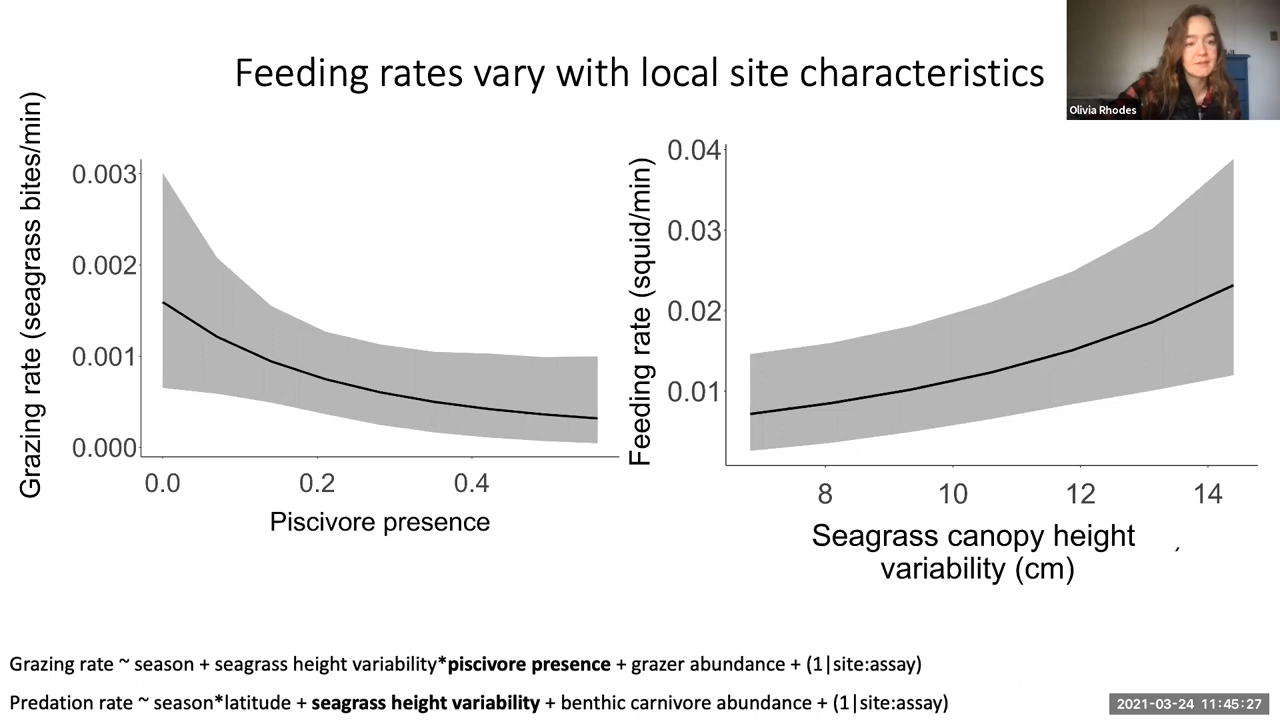 Feeding rates vary with local site characteristics
Olivia Rhodes
Grazing rate (seagrass bites/min)
0.003
0.002
0.001
0.000
0.0
0.2
0.4
Piscivore presence
Feeding rate (squid/min)
0.04
0.03
0.02
0.01
8
10
12
14
Seagrass canopy height
variability (cm)
Grazing rate ~ season + seagrass height variability*piscivore presence + grazer abundance + (1|site:assay)
Predation rate ~ season*latitude + seagrass height variability + benthic carnivore abundance + (1|site:assay)
2021-03-24 11:45:27